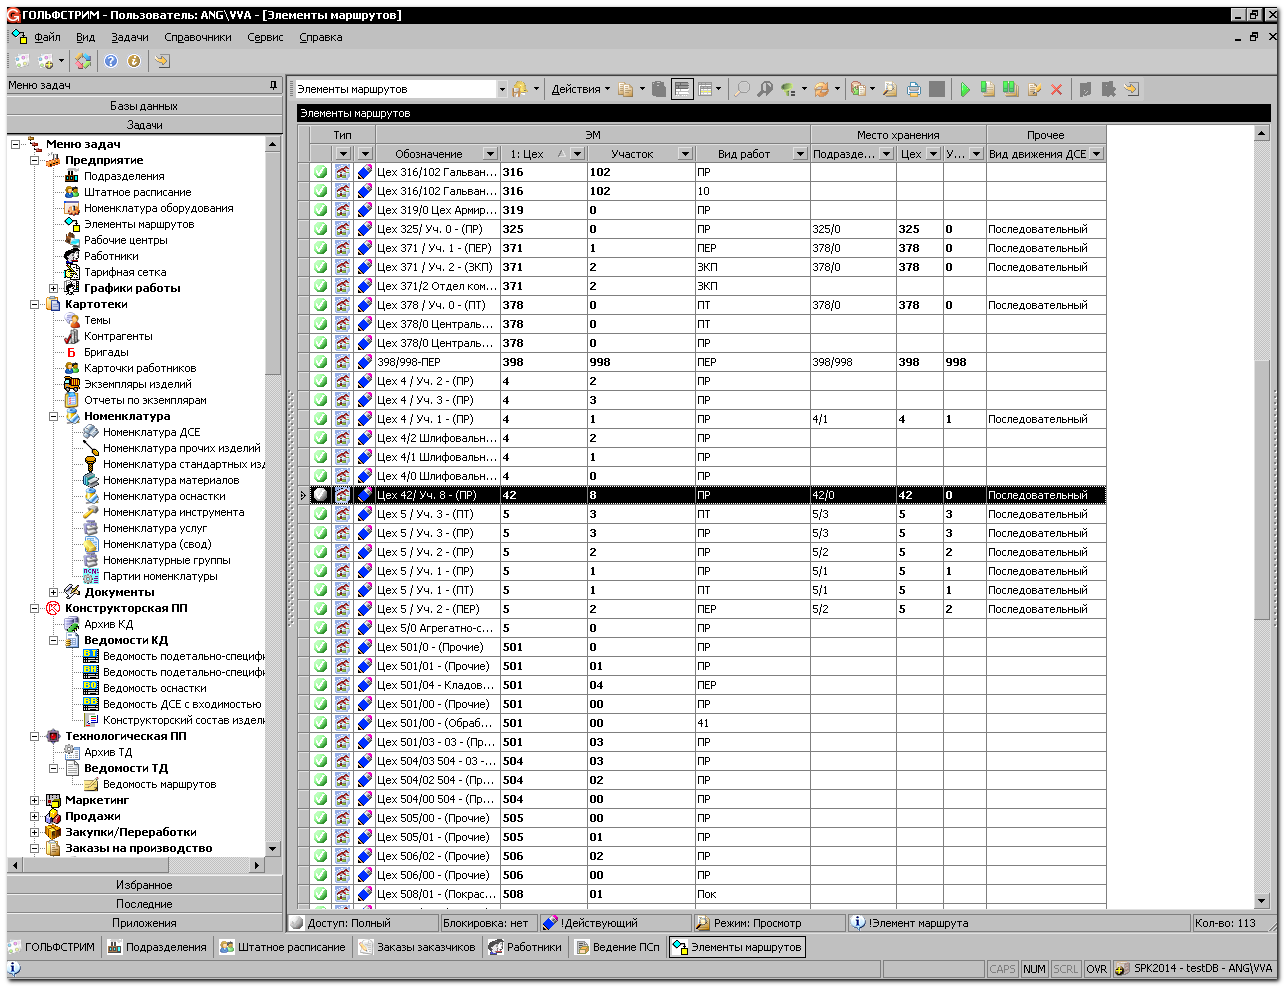 ГОЛЬФСТРИМ - Пользователь: ANG\VVA - [Элементы маршрутов]
Файл Вид Задачи Справочники Сервис Справка
Меню задач
Базы данных
Задачи
Меню задач
Предприятие
Подразделения
Штатное расписание
Номенклатура оборудования
Элементы маршрутов
Рабочие центры
Работники
Тарифная сетка
Графики работы
Картотеки
Темы
Контрагенты
Бригады
Карточки работников
Экземпляры изделий
Отчеты по экземплярам
Номенклатура
Номенклатура ДСЕ
Номенклатура прочих изделий
Номенклатура стандартных изд
Номенклатура материалов
Номенклатура оснастки
Номенклатура инструмента
Номенклатура услуг
Номенклатура (свод)
Номенклатурные группы
Партии номенклатуры
Документы
Конструкторская ПП
Архив КД
Ведомости КД
Ведомость подетально-специфи
Ведомость подетально-специфи
Ведомость оснастки
Ведомость ДСЕ с входимостью
Конструкторский состав издели
Технологическая ПП
Архив ТД
Ведомости ТД
Ведомость маршрутов
Маркетинг
Продажи
Закупки/Переработки
Заказы на производство
Избранное
Последние
Приложения
Элементы маршрутов Действия
Элементы маршрутов
Тип ЭМ Место хранения Прочее
Обозначение 1: Цех Участок Вид работ Подразде... Цех У... Вид движения ДСЕ
Цех 316/102 Гальван... 316 102 ПР
Цех 316/102 Гальван... 316 102 10
Цех 319/0 Цех Армир... 319 0 ПР
Цех 325/ Уч. 0 - (ПР) 325 0 ПР 325/0 325 0 Последовательный
Цех 371 / Уч. 1 - (ПЕР) 371 1 ПЕР 378/0 378 0 Последовательный
Цех 371 / Уч. 2 - (ЗКП) 371 2 ЗКП 378/0 378 0 Последовательный
Цех 371/2 Отдел ком... 371 2 ЗКП
Цех 378 / Уч. 0 - (ПТ) 378 0 ПТ 378/0 378 0 Последовательный
Цех 378/0 Централь... 378 0 ПТ
Цех 378/0 Централь... 378 0 ПР
398/998-ПЕР 398 998 ПЕР 398/998 398 998
Цех 4 / Уч. 2 - (ПР) 4 2 ПР
Цех 4 / Уч. 3 - (ПР) 4 3 ПР
Цех 4 / Уч. 1 - (ПР) 4 1 ПР 4/1 4 1 Последовательный
Цех 4/2 Шлифовальн... 4 2 ПР
Цех 4/1 Шлифовальн... 4 1 ПР
Цех 4/0 Шлифовальн... 4 0 ПР
Цех 42/ Уч. 8 - (ПР) 42 8 ПР 42/0 42 0 Последовательный
Цех 5 / Уч. 3 - (ПТ) 5 3 ПТ 5/3 5 3 Последовательный
Цех 5 / Уч. 3 - (ПР) 5 3 ПР 5/3 5 3 Последовательный
Цех 5 / Уч. 2 - (ПР) 5 2 ПР 5/2 5 2 Последовательный
Цех 5 / Уч. 1 - (ПР) 5 1 ПР 5/1 5 1 Последовательный
Цех 5 / Уч. 1 - (ПТ) 5 1 ПТ 5/1 5 1 Последовательный
Цех 5 / Уч. 2 - (ПЕР) 5 2 ПЕР 5/2 5 2 Последовательный
Цех 5/0 Агрегатно-с... 5 0 ПР
Цех 501/0 - (Прочие) 501 0 ПР
Цех 501/01 - (Прочие) 501 01 ПР
Цех 501/04 - Кладов... 501 04 ПЕР
Цех 501/00 - (Прочие) 501 00 ПР
Цех 501/00 - (Обраб... 501 00 41
Цех 501/03 - 03 - (Пр... 501 03 ПР
Цех 504/03 504 - 03 -... 504 03 ПР
Цех 504/02 504 - (Пр... 504 02 ПР
Цех 504/00 504 - (Пр... 504 00 ПР
Цех 505/00 - (Прочие) 505 00 ПР
Цех 505/01 - (Прочие) 505 01 ПР
Цех 506/02 - (Прочие) 506 02 ПР
Цех 506/00 - (Прочие) 506 00 ПР
Цех 508/01 - (Покрас... 508 01 Пок
Доступ: Полный Блокировка: нет !Действующий Режим: Просмотр !Элемент маршрута Кол-во: 113
ГОЛЬФСТРИМ Подразделения Штатное расписание Заказы заказчиков Работники Ведение ПСп Элементы маршрутов
CAPS NUM SCRL OVR SPK2014 - testDB - ANG\VVA